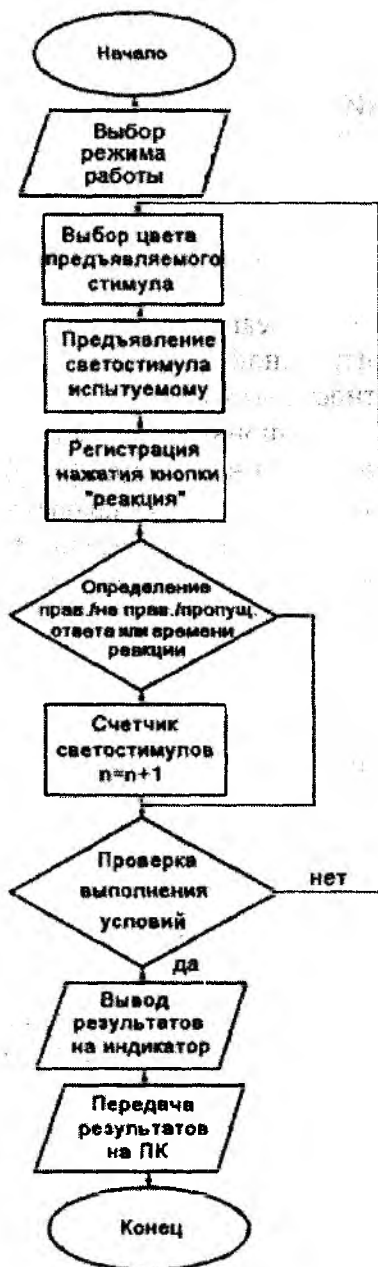 Начало
Выбор
режима
работы
Выбор цвета
предъявляемого
стимула
Предъявление
светостимула
испытуемому
Регистрация
нажатия кнопки
"реакция"
Определение
прав./не прав./пропущ.
ответа или времени
реакции
Счетчик
светостимулов
n=n+1
Проверка
выполнения
условий
нет
да
Вывод
результатов
на индикатор
Передача
результатов
на ПК
Конец